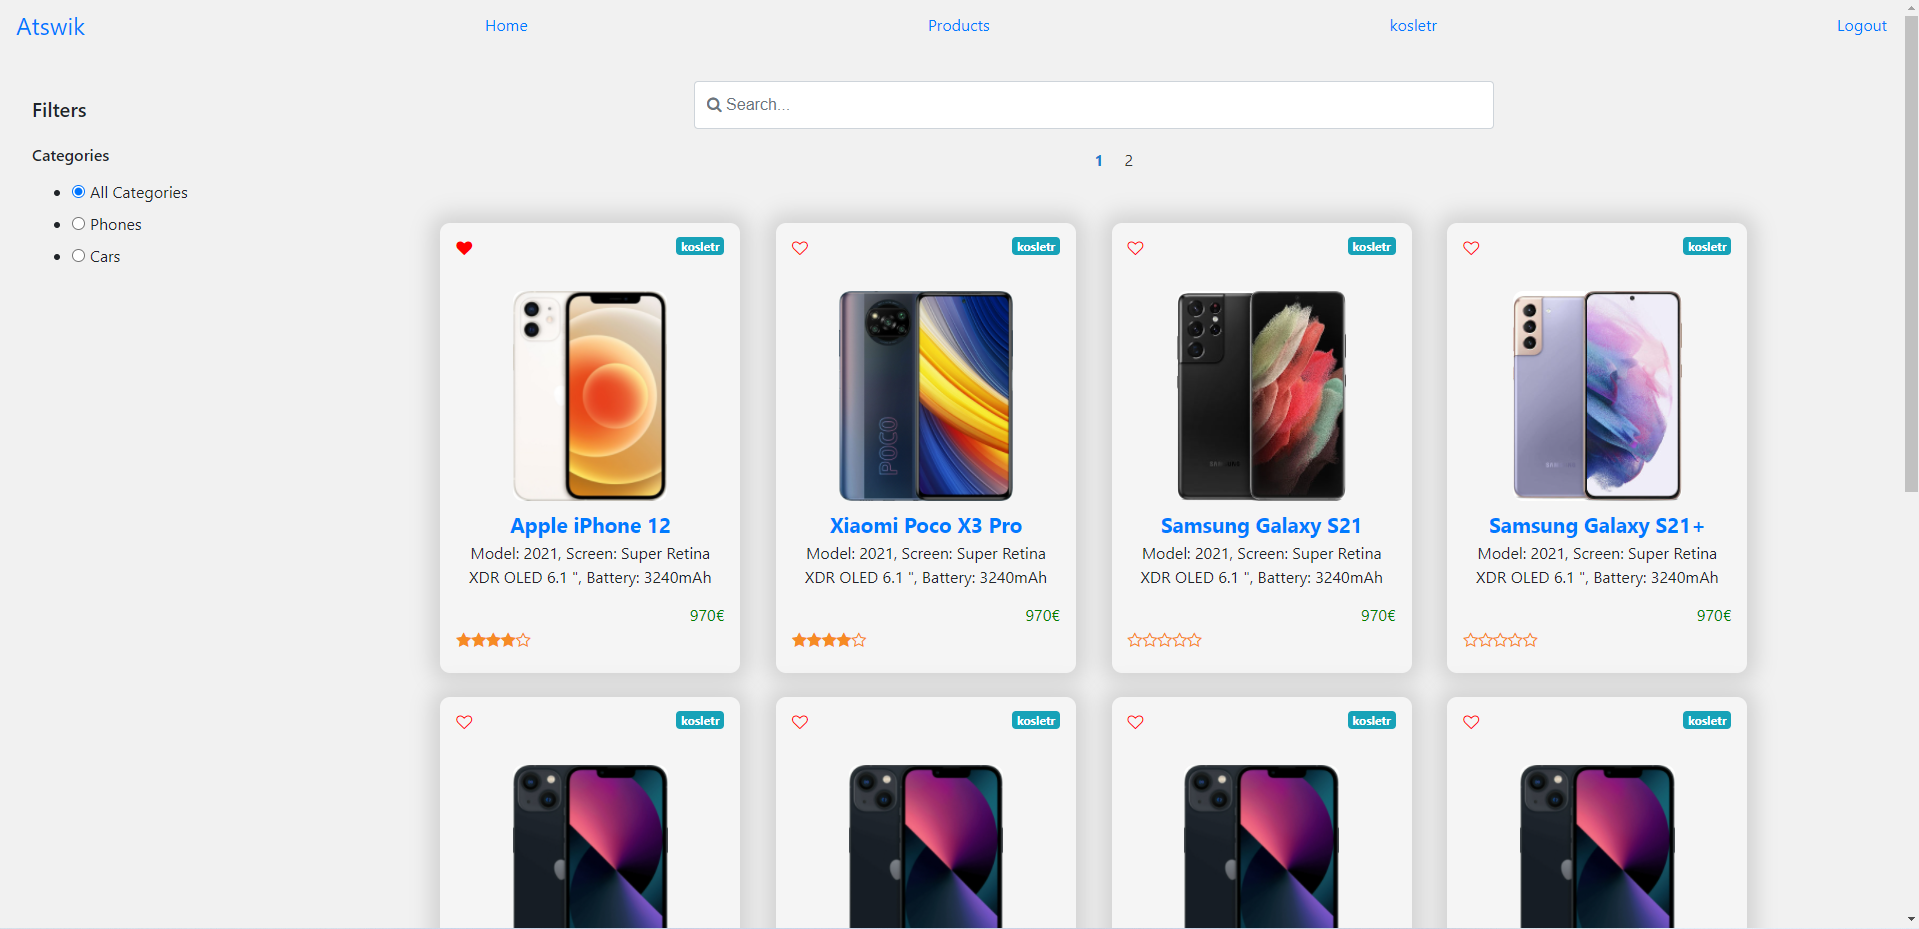 Atswik
Home
Products
kosletr
Logout
Filters
Search...
Categories
1 2
All Categories
Phones
Cars
kosletr
kosletr
kosletr
kosletr
POCO
SAMSUNG
SAMSUNG
Apple iPhone 12
Model: 2021, Screen: Super Retina
XDR OLED 6.1 ", Battery: 3240mAh
970€
Xiaomi Poco X3 Pro
Model: 2021, Screen: Super Retina
XDR OLED 6.1 ", Battery: 3240mAh
970€
Samsung Galaxy S21
Model: 2021, Screen: Super Retina
XDR OLED 6.1 ", Battery: 3240mAh
970€
Samsung Galaxy S21+
Model: 2021, Screen: Super Retina
XDR OLED 6.1 ", Battery: 3240mAh
970€
kosletr
kosletr
kosletr
kosletr